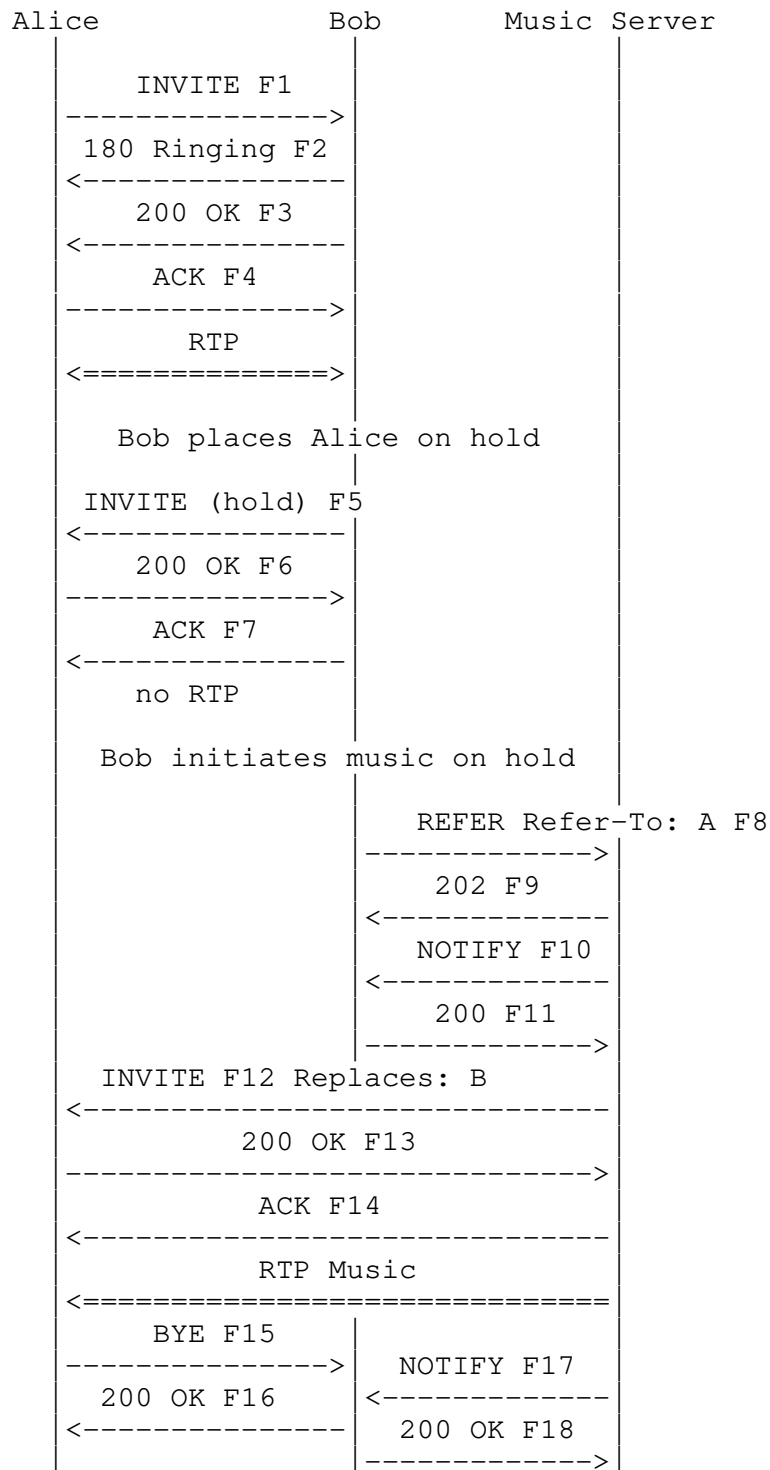 Alice Bob Music Server
INVITE F1
180 Ringing F2
200 OK F3
ACK F4
RTP
Bob places Alice on hold
INVITE (hold) F5
200 OK F6
ACK F7
no RTP
Bob initiates music on hold
REFER Refer-To: A F8
202 F9
NOTIFY F10
200 F11
INVITE F12 Replaces: B
200 OK F13
ACK F14
RTP Music
BYE F15
NOTIFY F17
200 OK F16
200 OK F18